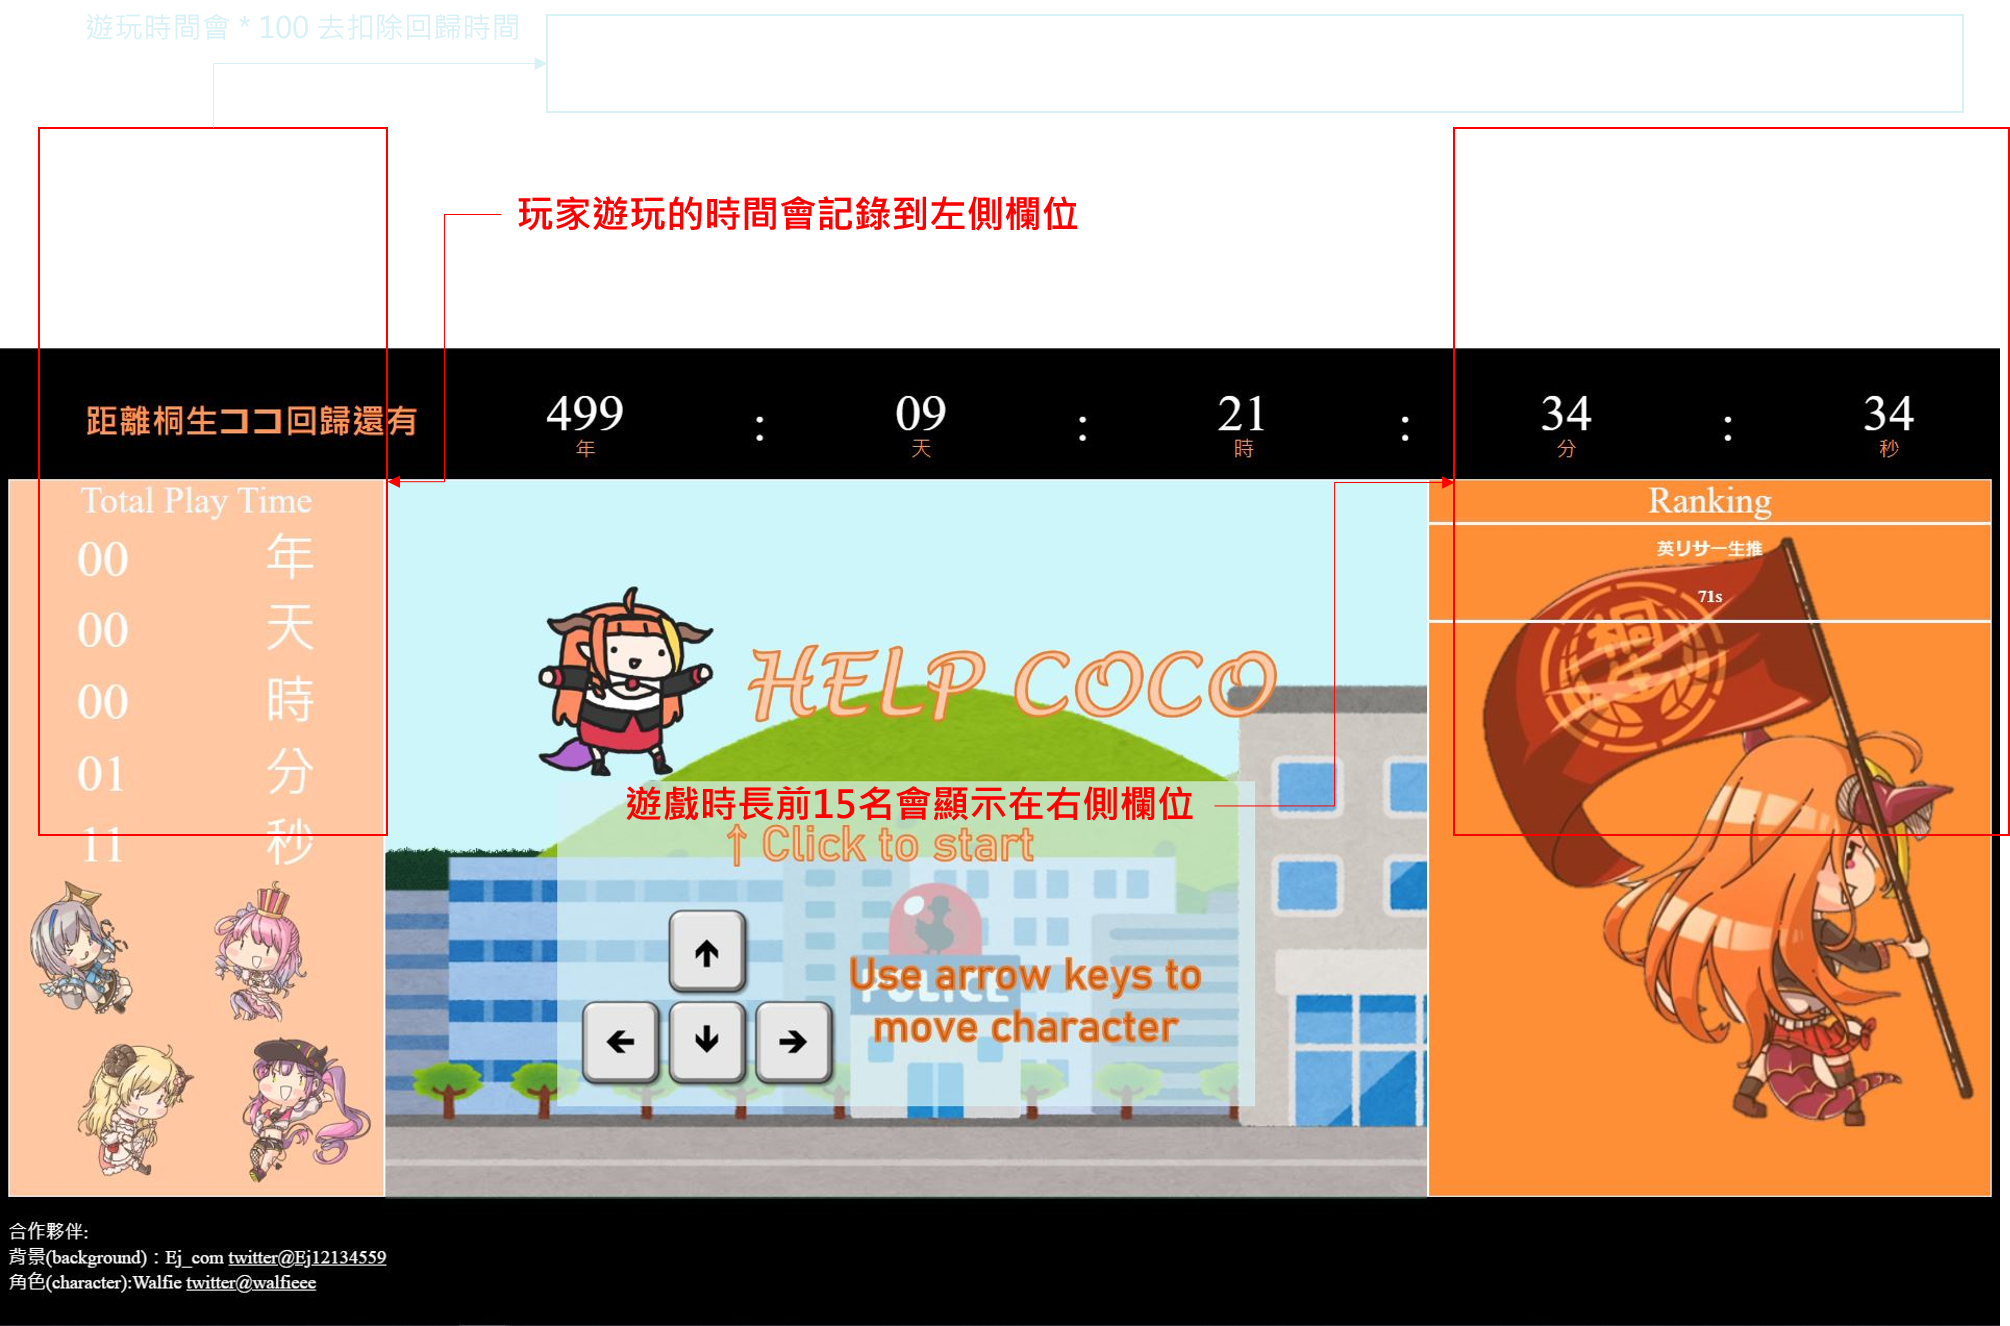 遊玩時間會 * 100 去扣除回歸時間
玩家遊玩的時間會記錄到左側欄位
距離桐生ココ回歸還有
499 : 09 : 21 : 34 : 34
年 天 時 分 秒
Total Play Time
00 年
00 天
00 時
01 分
11 秒
HELP COCO
遊戲時長前15名會顯示在右側欄位
↑ Click to start
POLICE
Use arrow keys to
move character
Ranking
英リサ一生推
71s
桐生
合作夥伴:
背景(background)：Ej_com twitter@Ej12134559
角色(character):Walfie twitter@walfieee